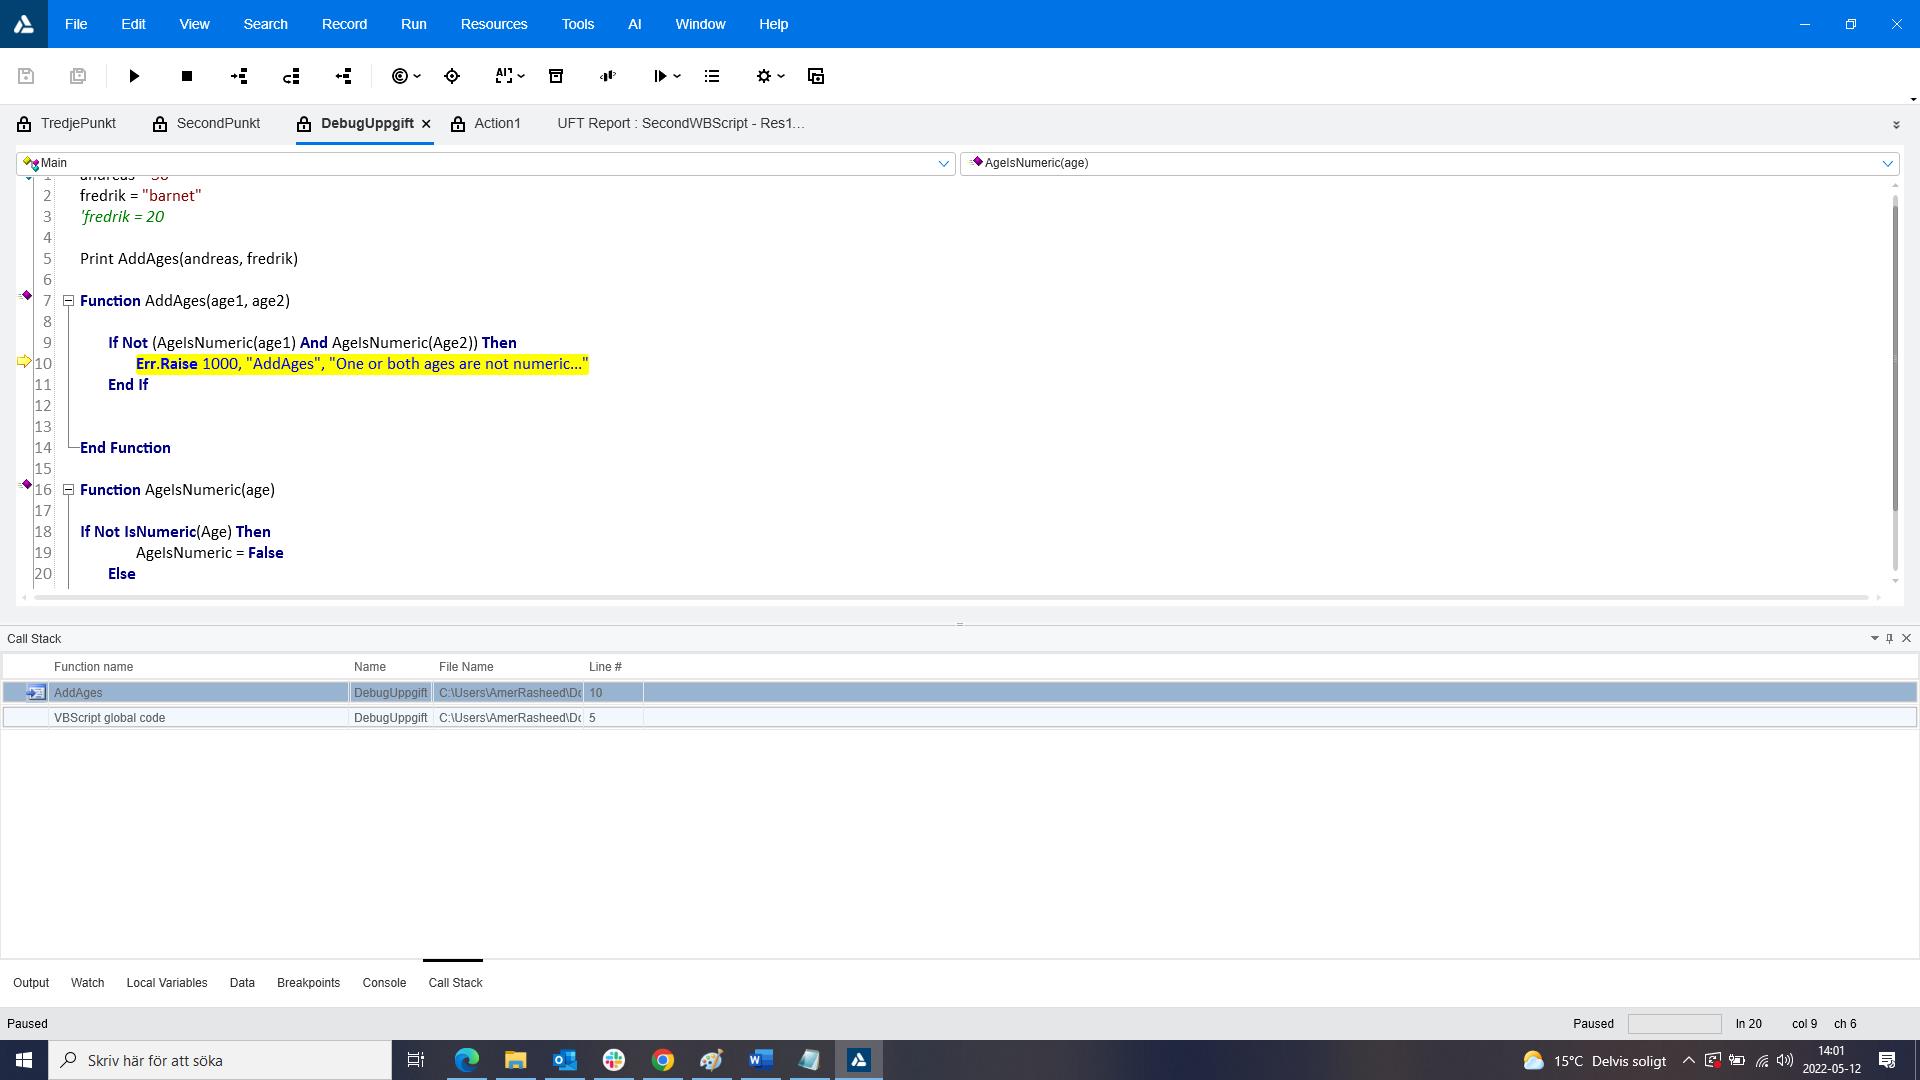 File Edit View Search Record Run Resources Tools AI Window Help
TredjePunkt SecondPunkt DebugUppgift Action1 UFT Report : SecondWBScript - Res1...
Main AgeIsNumeric(age)
2 fredrik = "barnet"
3 'fredrik = 20
4
5 Print AddAges(andreas, fredrik)
6
7 Function AddAges(age1, age2)
8
9 If Not (AgeIsNumeric(age1) And AgeIsNumeric(Age2)) Then
10 Err.Raise 1000, "AddAges", "One or both ages are not numeric..."
11 End If
12
13
14 End Function
15
16 Function AgeIsNumeric(age)
17
18 If Not IsNumeric(Age) Then
19 AgeIsNumeric = False
20 Else
Call Stack
Function name Name File Name Line #
AddAges DebugUppgift C:\Users\AmerRasheed\Dc 10
VBScript global code DebugUppgift C:\Users\AmerRasheed\Dc 5
Output Watch Local Variables Data Breakpoints Console Call Stack
Paused Paused ln 20 col 9 ch 6
Skriv här för att söka 15°C Delvis soligt 14:01
2022-05-12